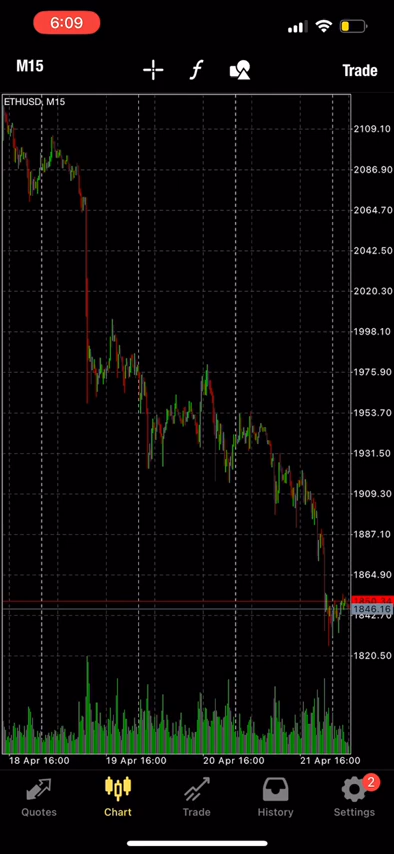 6:09
M15
Trade
ETHUSD, M15
2109.10
2086.90
2064.70
2042.50
2020.30
1998.10
1975.90
1953.70
1931.50
1909.30
1887.10
1864.90
1850.34
1846.16
1842.70
1820.50
18 Apr 16:00
19 Apr 16:00
20 Apr 16:00
21 Apr 16:00
2
Quotes
Chart
Trade
History
Settings